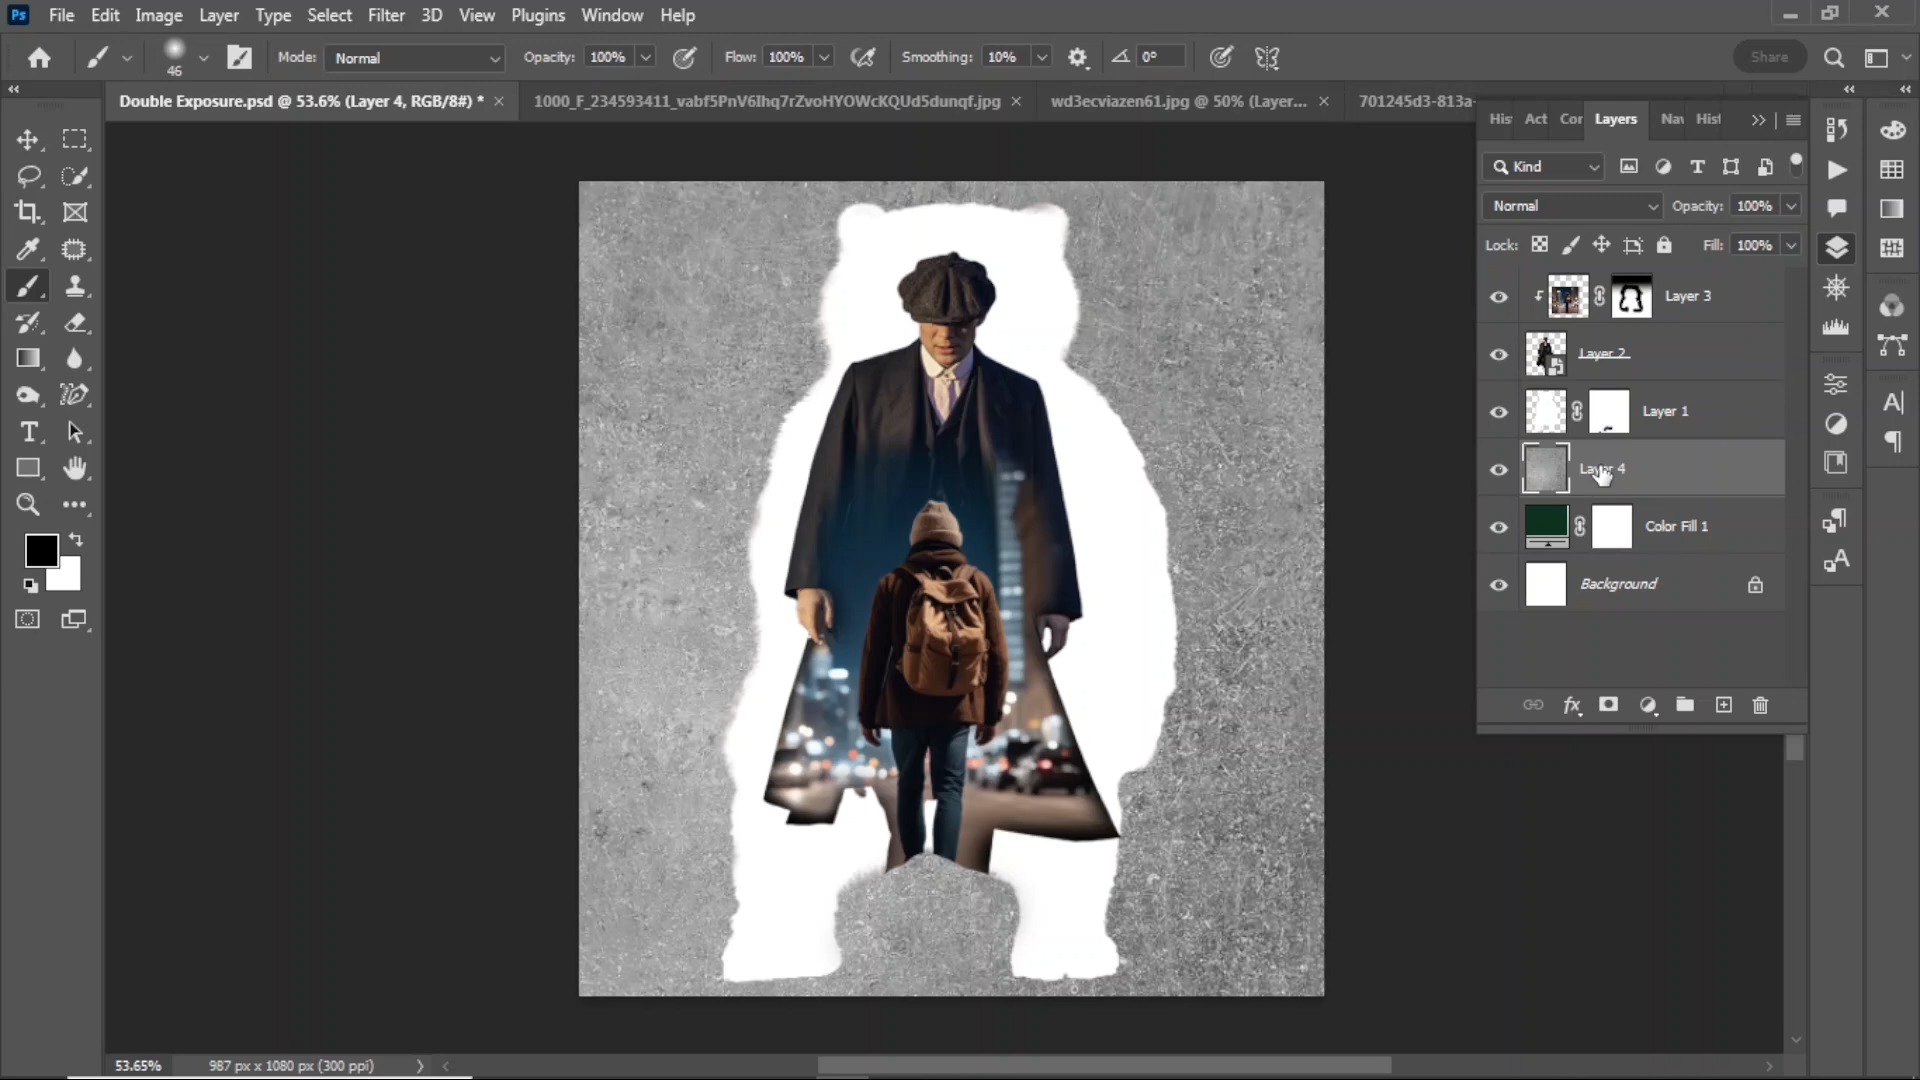 Ps File Edit Image Layer Type Select Filter 3D View Plugins Window Help
46 Mode: Normal Opacity: 100% Flow: 100% Smoothing: 10% 0° Share
Double Exposure.psd @ 53.6% (Layer 4, RGB/8#) * × 1000_F_234593411_vabf5PnV6Ihq7rZvoHYOWcKQUd5dunqf.jpg × wd3ecviazen61.jpg @ 50% (Layer... × 701245d3-813a-
His Act Cor Layers Nav Hist
Kind
Normal Opacity: 100%
Lock: Fill: 100%
Layer 3
Layer 2
Layer 1
Layer 4
Color Fill 1
Background
53.65% 987 px x 1080 px (300 ppi)